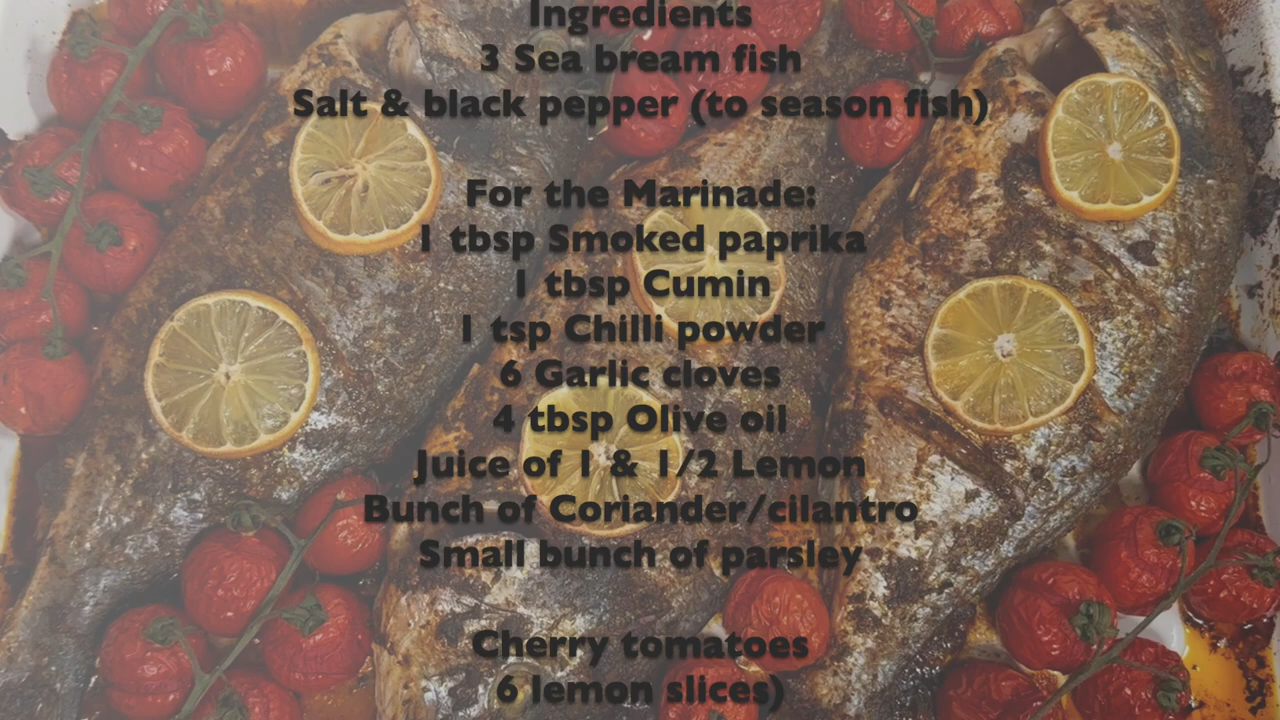 Ingredients
3 Sea bream fish
Salt & black pepper (to season fish)
For the Marinade:
1 tbsp Smoked paprika
1 tbsp Cumin
1 tsp Chilli powder
6 Garlic cloves
4 tbsp Olive oil
Juice of 1 & 1/2 Lemon
Bunch of Coriander/cilantro
Small bunch of parsley
Cherry tomatoes
6 lemon slices)